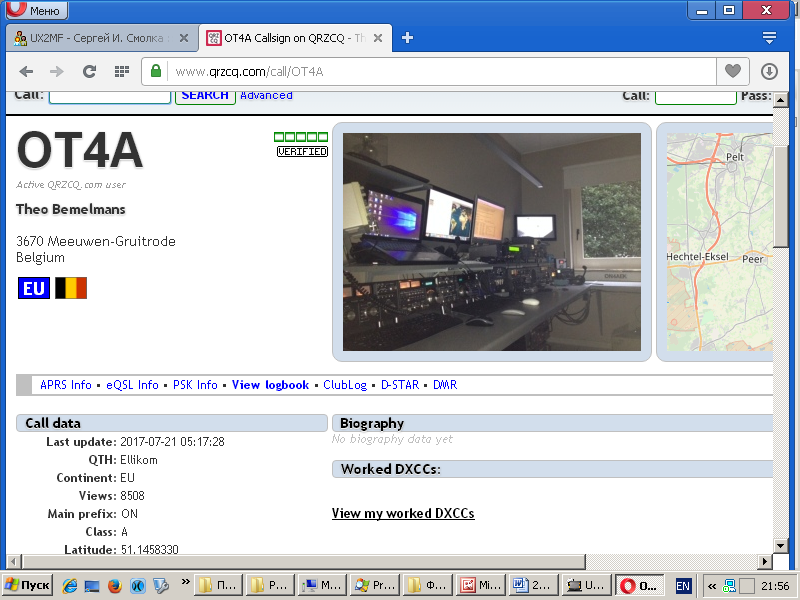 Меню
UX2MF - Сергей И. Смолка
OT4A Callsign on QRZCQ - Th
www.qrzcq.com/call/OT4A
Call:
SEARCH
Advanced
Call:
Pass:
OT4A
VERIFIED
Active QRZCQ.com user
Theo Bemelmans
3670 Meeuwen-Gruitrode
Belgium
EU
Pelt
Hechtel-Eksel
Peer
APRS Info • eQSL Info • PSK Info • View logbook • ClubLog • D-STAR • DMR
Call data
Last update: 2017-07-21 05:17:28
QTH: Ellikom
Continent: EU
Views: 8508
Main prefix: ON
Class: A
Latitude: 51.1458330
Biography
No biography data yet
Worked DXCCs:
View my worked DXCCs
Пуск
»
П...
Р...
M...
Pr...
Ф...
Mi...
2...
U...
O...
EN
«
21:56